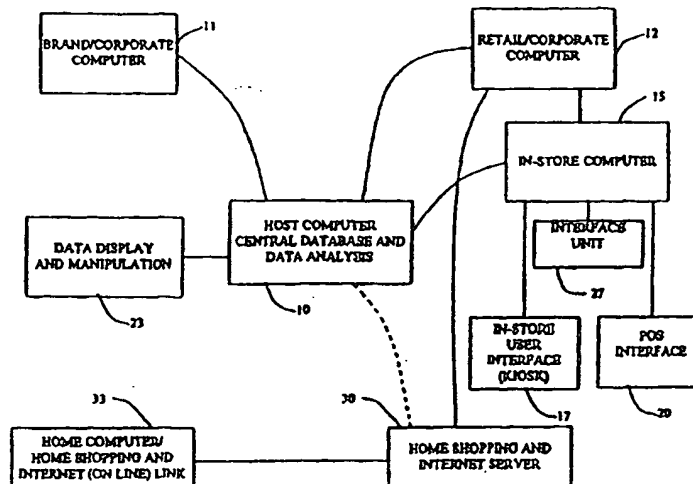 11
BRAND/CORPORATE
COMPUTER
RETAIL/CORPORATE
COMPUTER
12
15
IN-STORE COMPUTER
HOST COMPUTER
CENTRAL DATABASE AND
DATA ANALYSIS
10
DATA DISPLAY
AND MANIPULATION
23
INTERFACE
UNIT
27
IN-STORE
USER
INTERFACE
(KIOSK)
17
POS
INTERFACE
20
33
HOME COMPUTER/
HOME SHOPPING AND
INTERNET (ON LINE) LINK
30
HOME SHOPPING AND
INTERNET SERVER